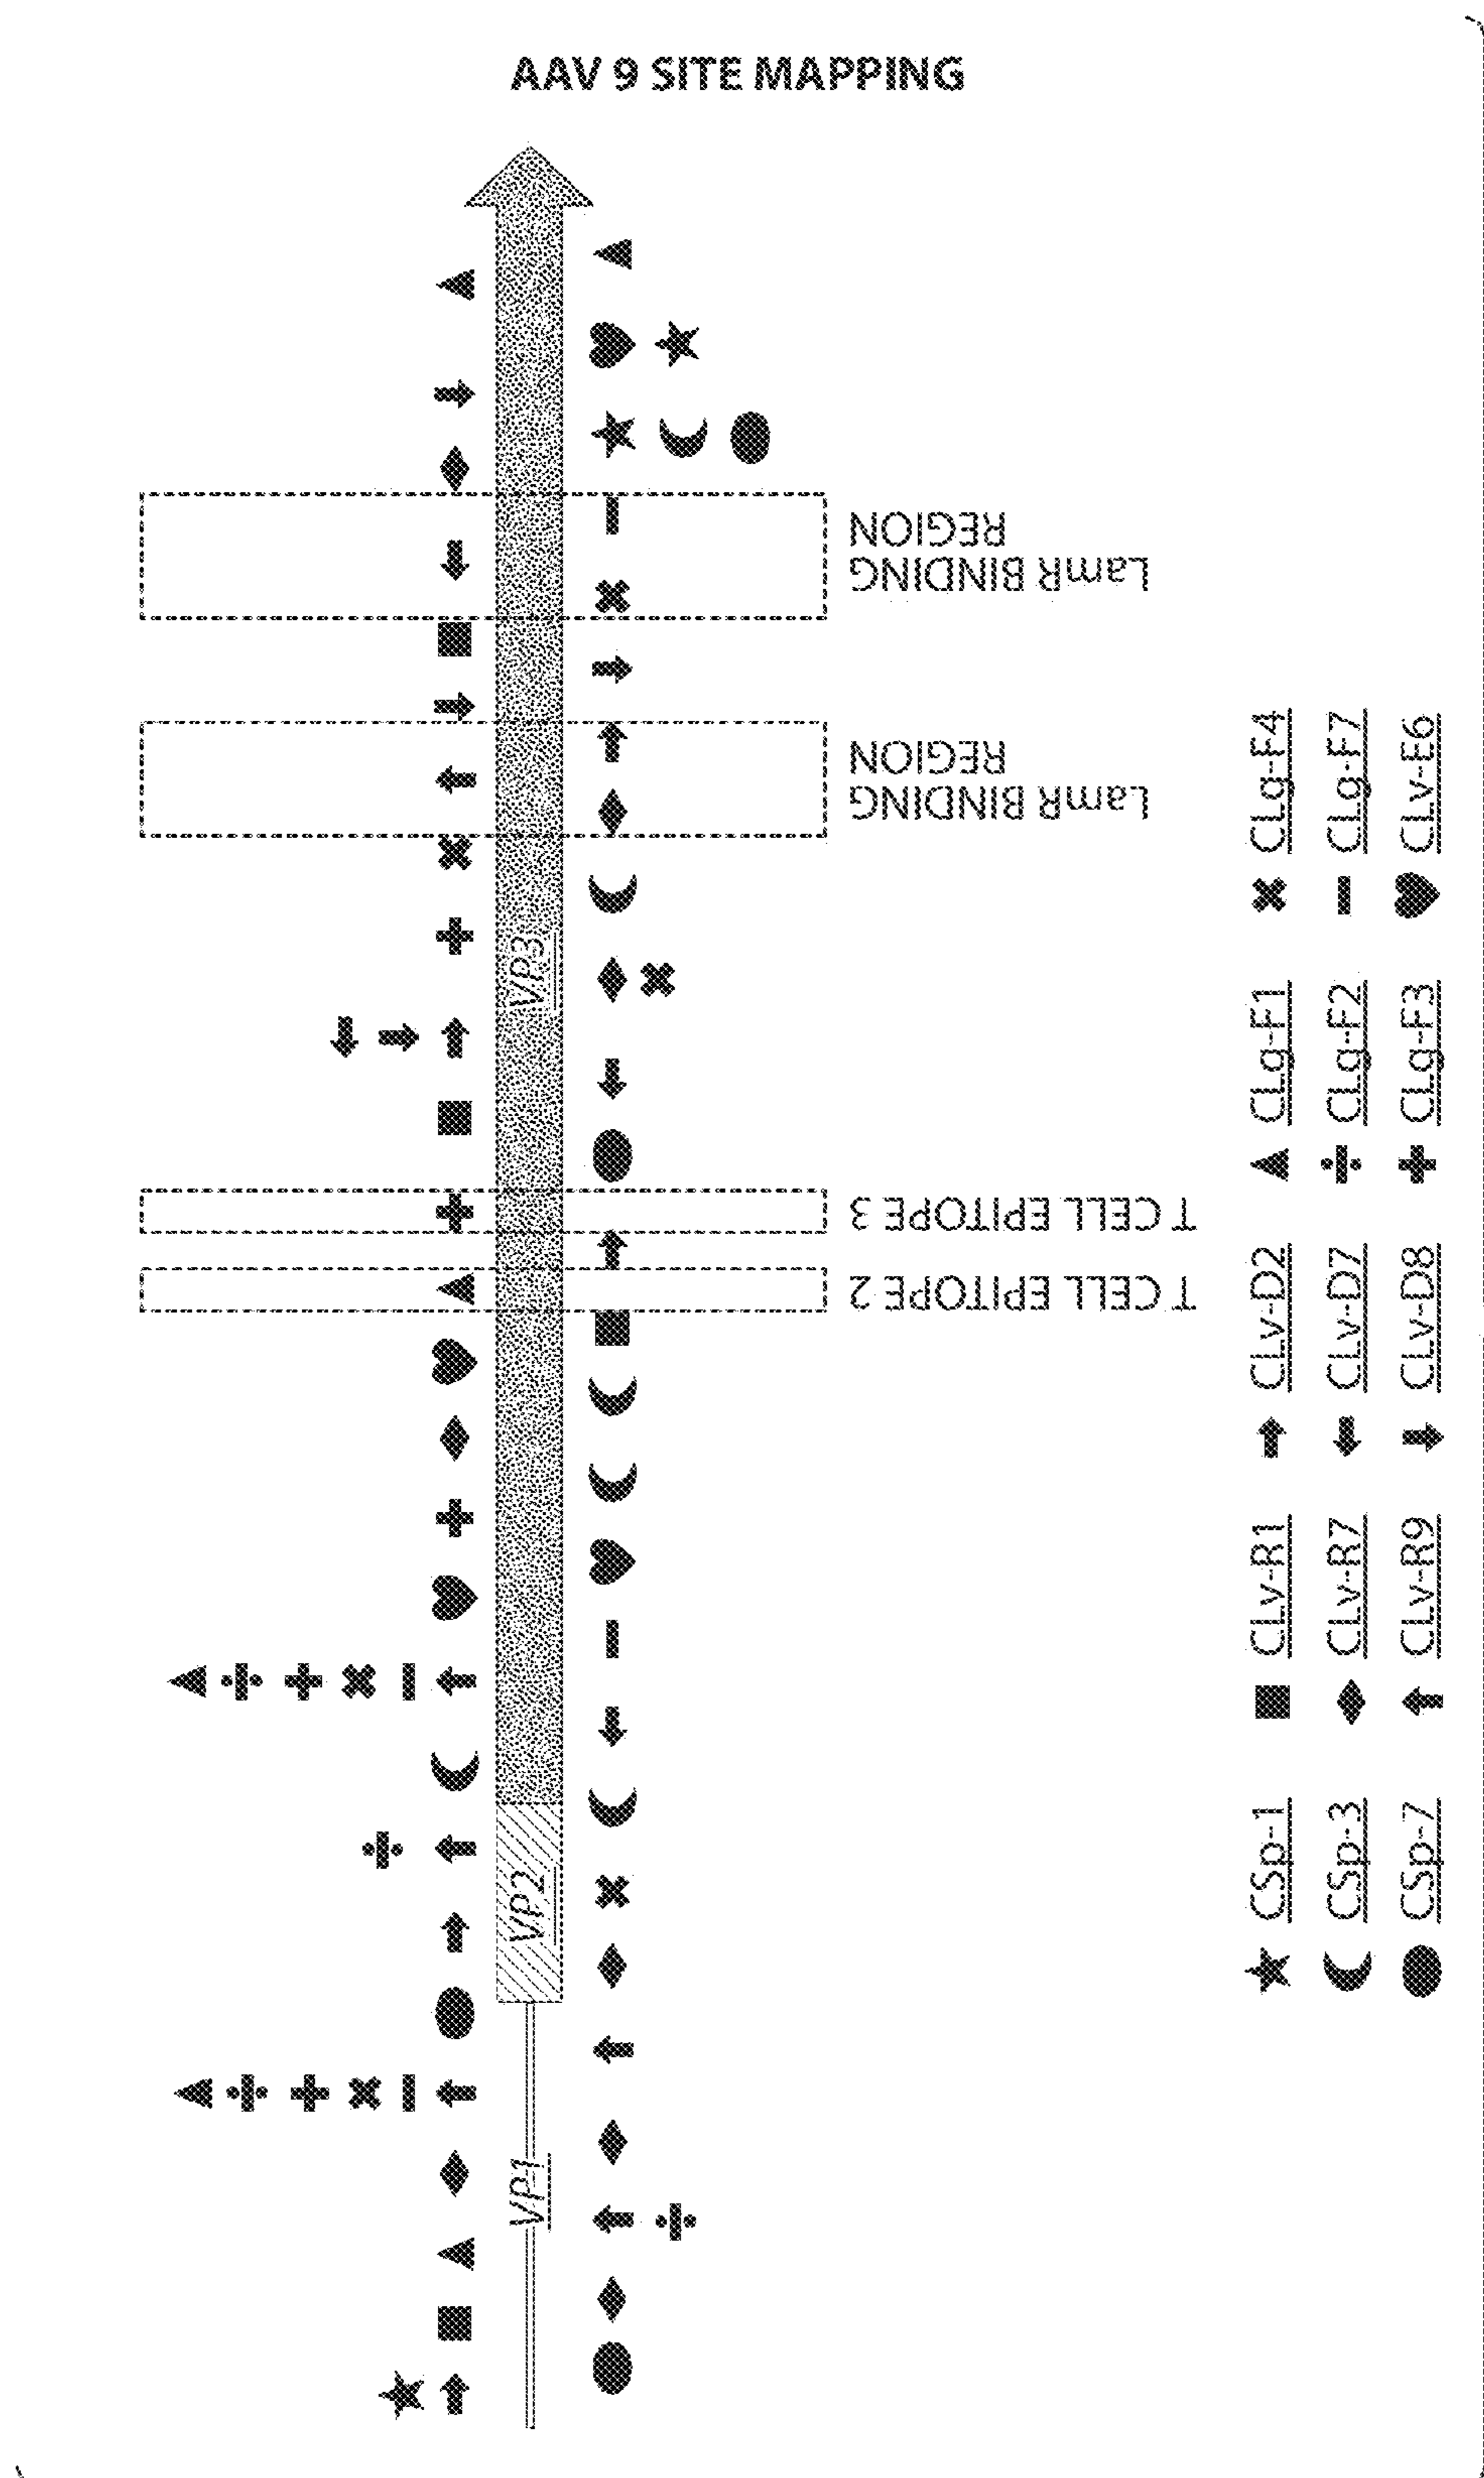 AAV 9 SITE MAPPING
VP1
VP2
VP3
T CELL EPITOPE 2
T CELL EPITOPE 3
LamR BINDING
REGION
LamR BINDING
REGION
CSp-1
CSp-3
CSp-7
CLv-R1
CLv-R7
CLv-R9
CLv-D2
CLv-D7
CLv-D8
CLg-F1
CLg-F2
CLg-F3
CLg-F4
CLg-F7
CLv-E6